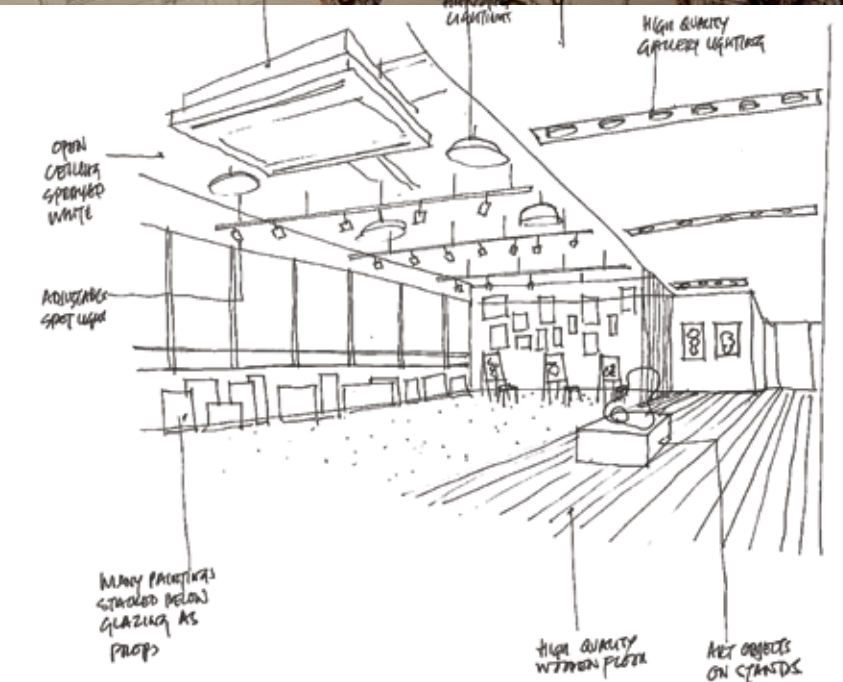 LIGHTINGS
HIGH QUALITY
GALLERY LIGHTING
OPEN
CEILING
SPRAYED
WHITE
ADJUSTABLE
SPOT LIGHT
MANY PAINTINGS
STACKED BELOW
GLAZING AS
PROPS
HIGH QUALITY
WOODEN FLOOR
ART OBJECTS
ON STANDS